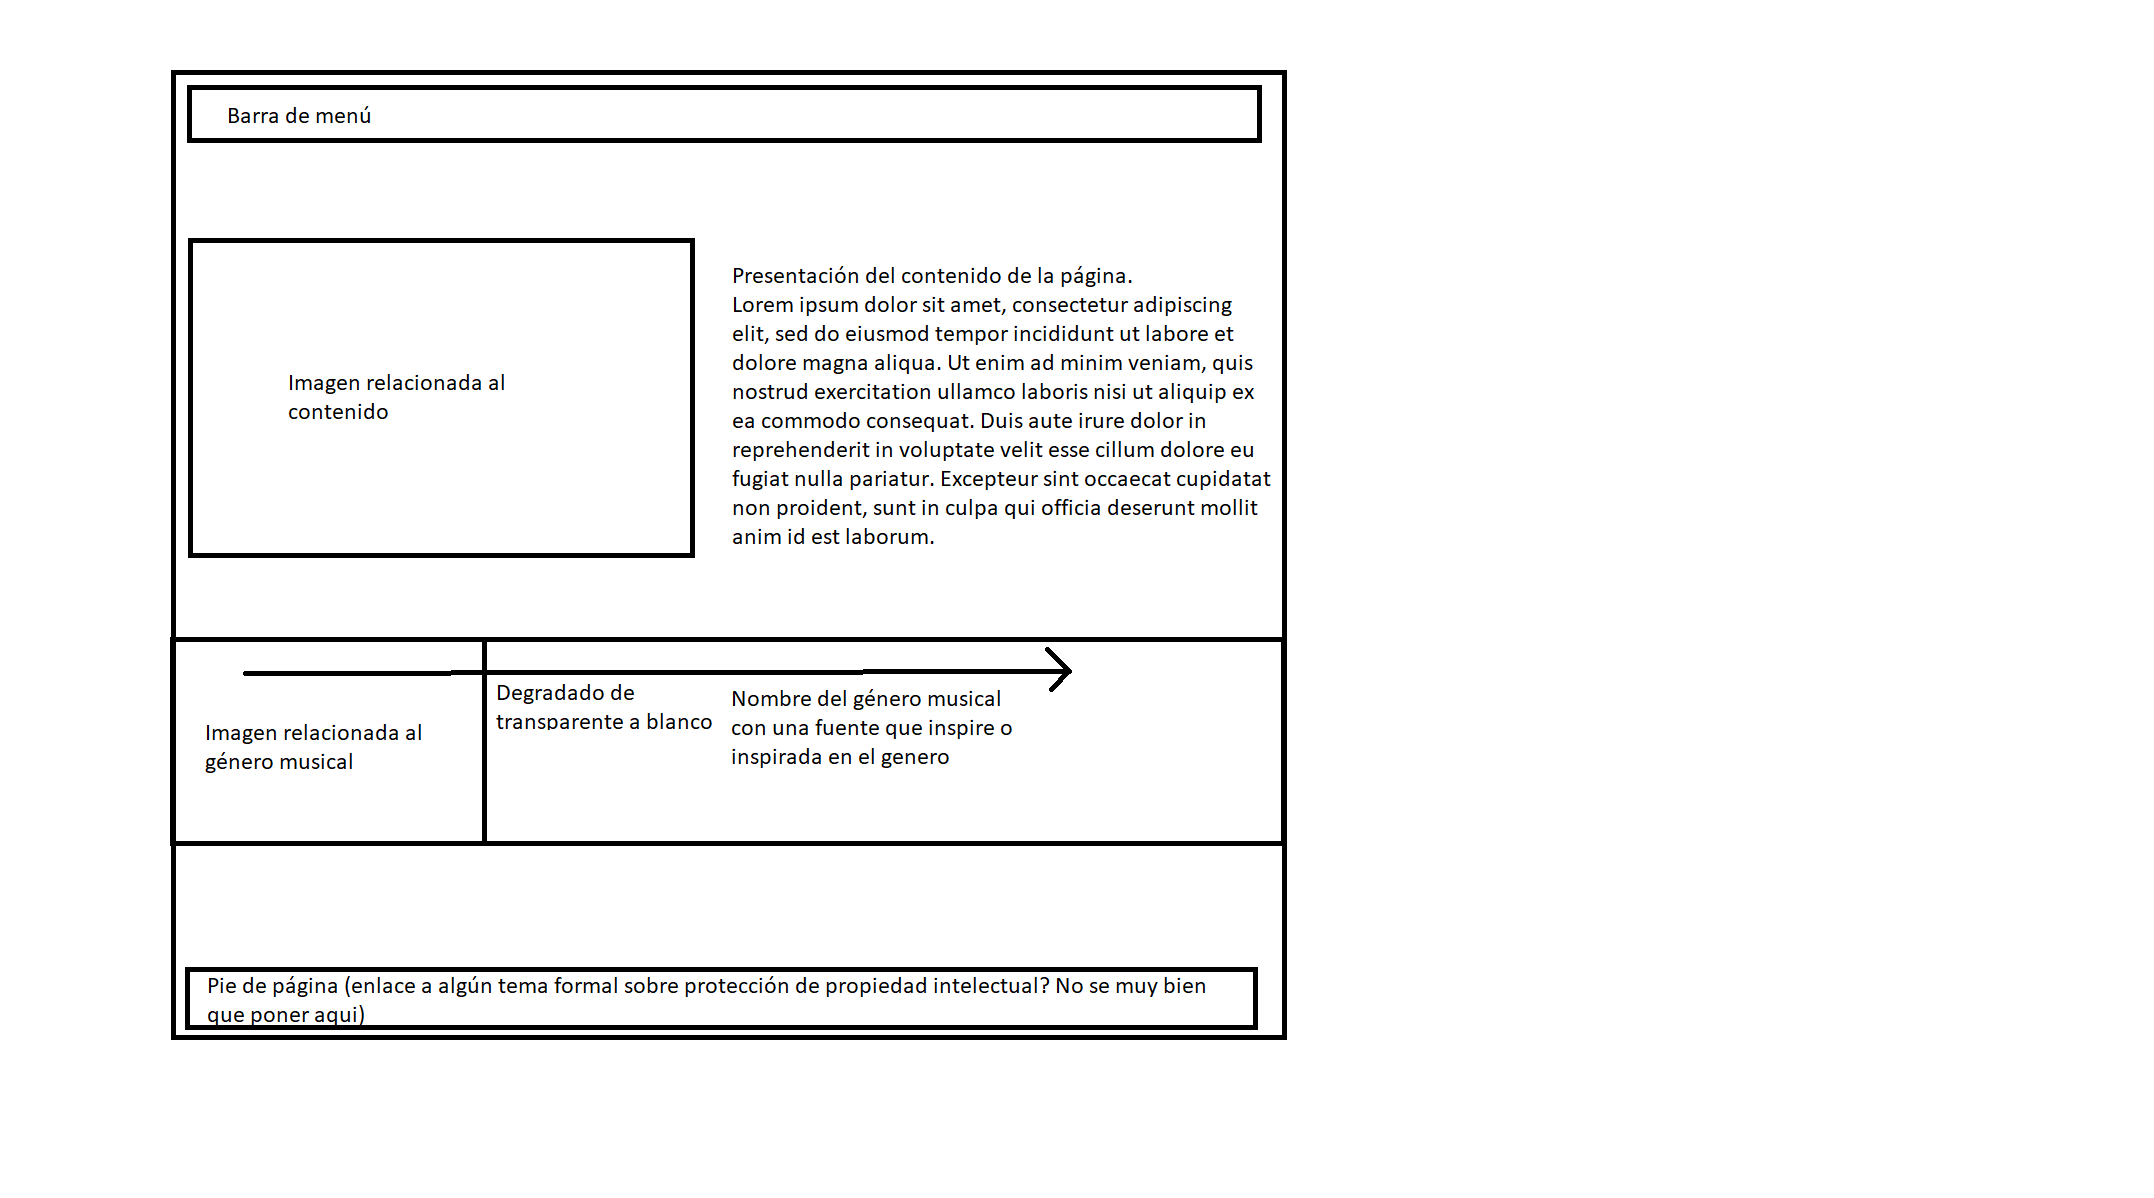 Barra de menú
Presentación del contenido de la página.
Lorem ipsum dolor sit amet, consectetur adipiscing
elit, sed do eiusmod tempor incididunt ut labore et
dolore magna aliqua. Ut enim ad minim veniam, quis
nostrud exercitation ullamco laboris nisi ut aliquip ex
ea commodo consequat. Duis aute irure dolor in
reprehenderit in voluptate velit esse cillum dolore eu
fugiat nulla pariatur. Excepteur sint occaecat cupidatat
non proident, sunt in culpa qui officia deserunt mollit
anim id est laborum.
Imagen relacionada al
contenido
Imagen relacionada al
género musical
Degradado de
transparente a blanco
Nombre del género musical
con una fuente que inspire o
inspirada en el genero
Pie de página (enlace a algún tema formal sobre protección de propiedad intelectual? No se muy bien
que poner aqui)